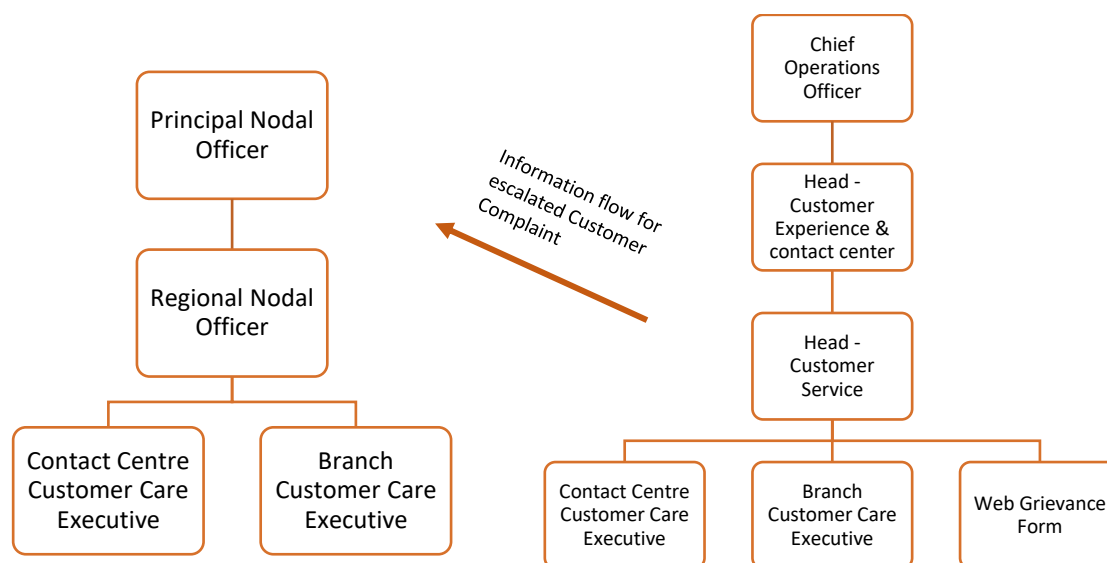 Principal Nodal
Officer
Regional Nodal
Officer
Contact Centre
Customer Care
Executive
Branch
Customer Care
Executive
Information flow for
escalated Customer
Complaint
Chief
Operations
Officer
Head -
Customer
Experience &
contact center
Head -
Customer
Service
Contact Centre
Customer Care
Executive
Branch
Customer Care
Executive
Web Grievance
Form